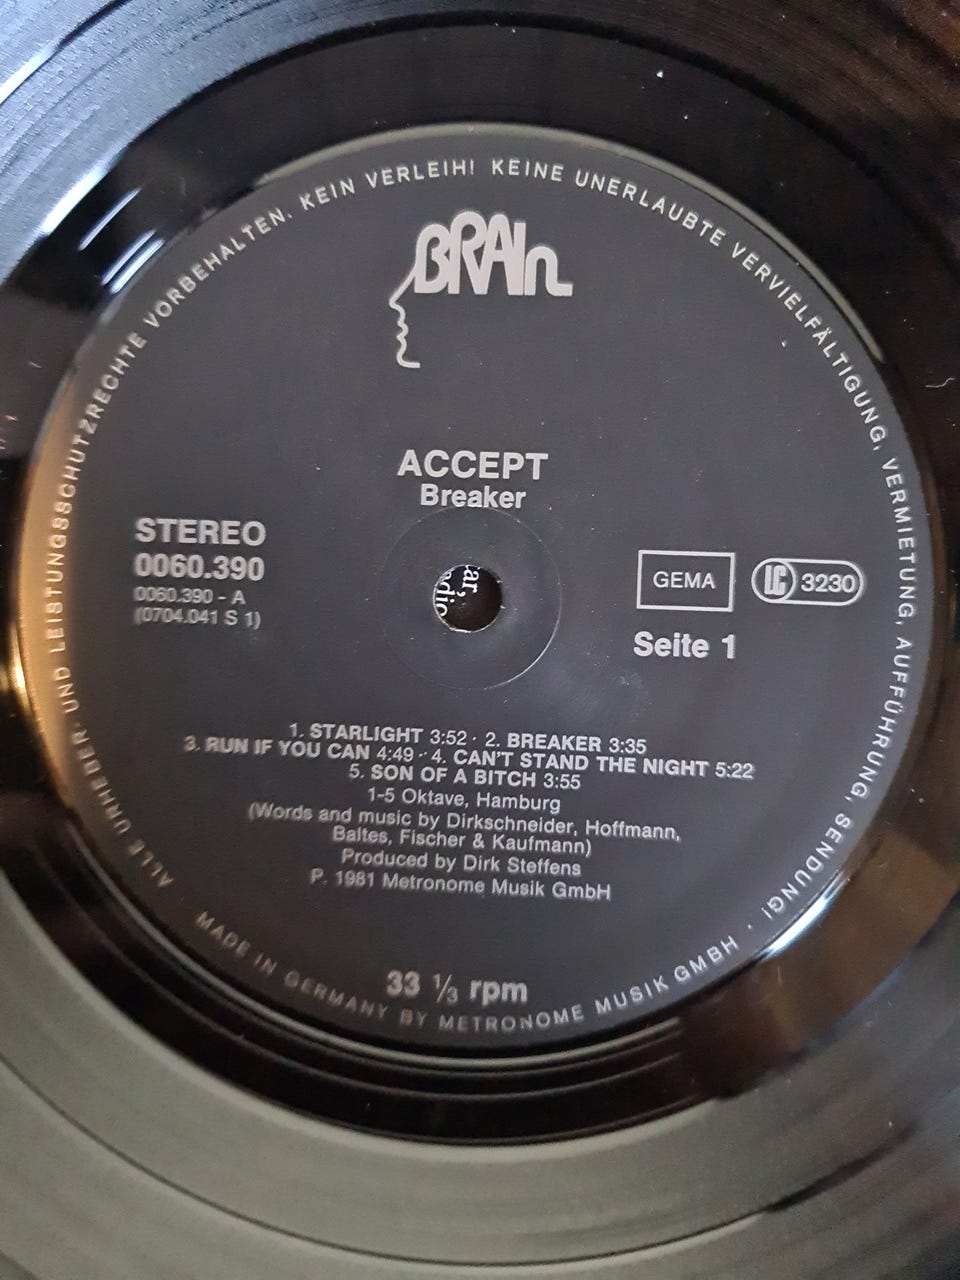 ALLE URHEBER- UND LEISTUNGSSCHUTZRECHTE VORBEHALTEN. KEIN VERLEIH! KEINE UNERLAUBTE VERVIELFÄLTIGUNG, VERMIETUNG, AUFFÜHRUNG, SENDUNG!
BRAIn
ACCEPT
Breaker
STEREO
0060.390
0060.390 - A
(0704.041 S 1)
GEMA
LC 3230
Seite 1
1. STARLIGHT 3:52 · 2. BREAKER 3:35
3. RUN IF YOU CAN 4:49 · 4. CAN'T STAND THE NIGHT 5:22
5. SON OF A BITCH 3:55
1-5 Oktave, Hamburg
(Words and music by Dirkschneider, Hoffmann,
Baltes, Fischer & Kaufmann)
Produced by Dirk Steffens
P. 1981 Metronome Musik GmbH
33 ⅓ rpm
MADE IN GERMANY BY METRONOME MUSIK GMBH ·